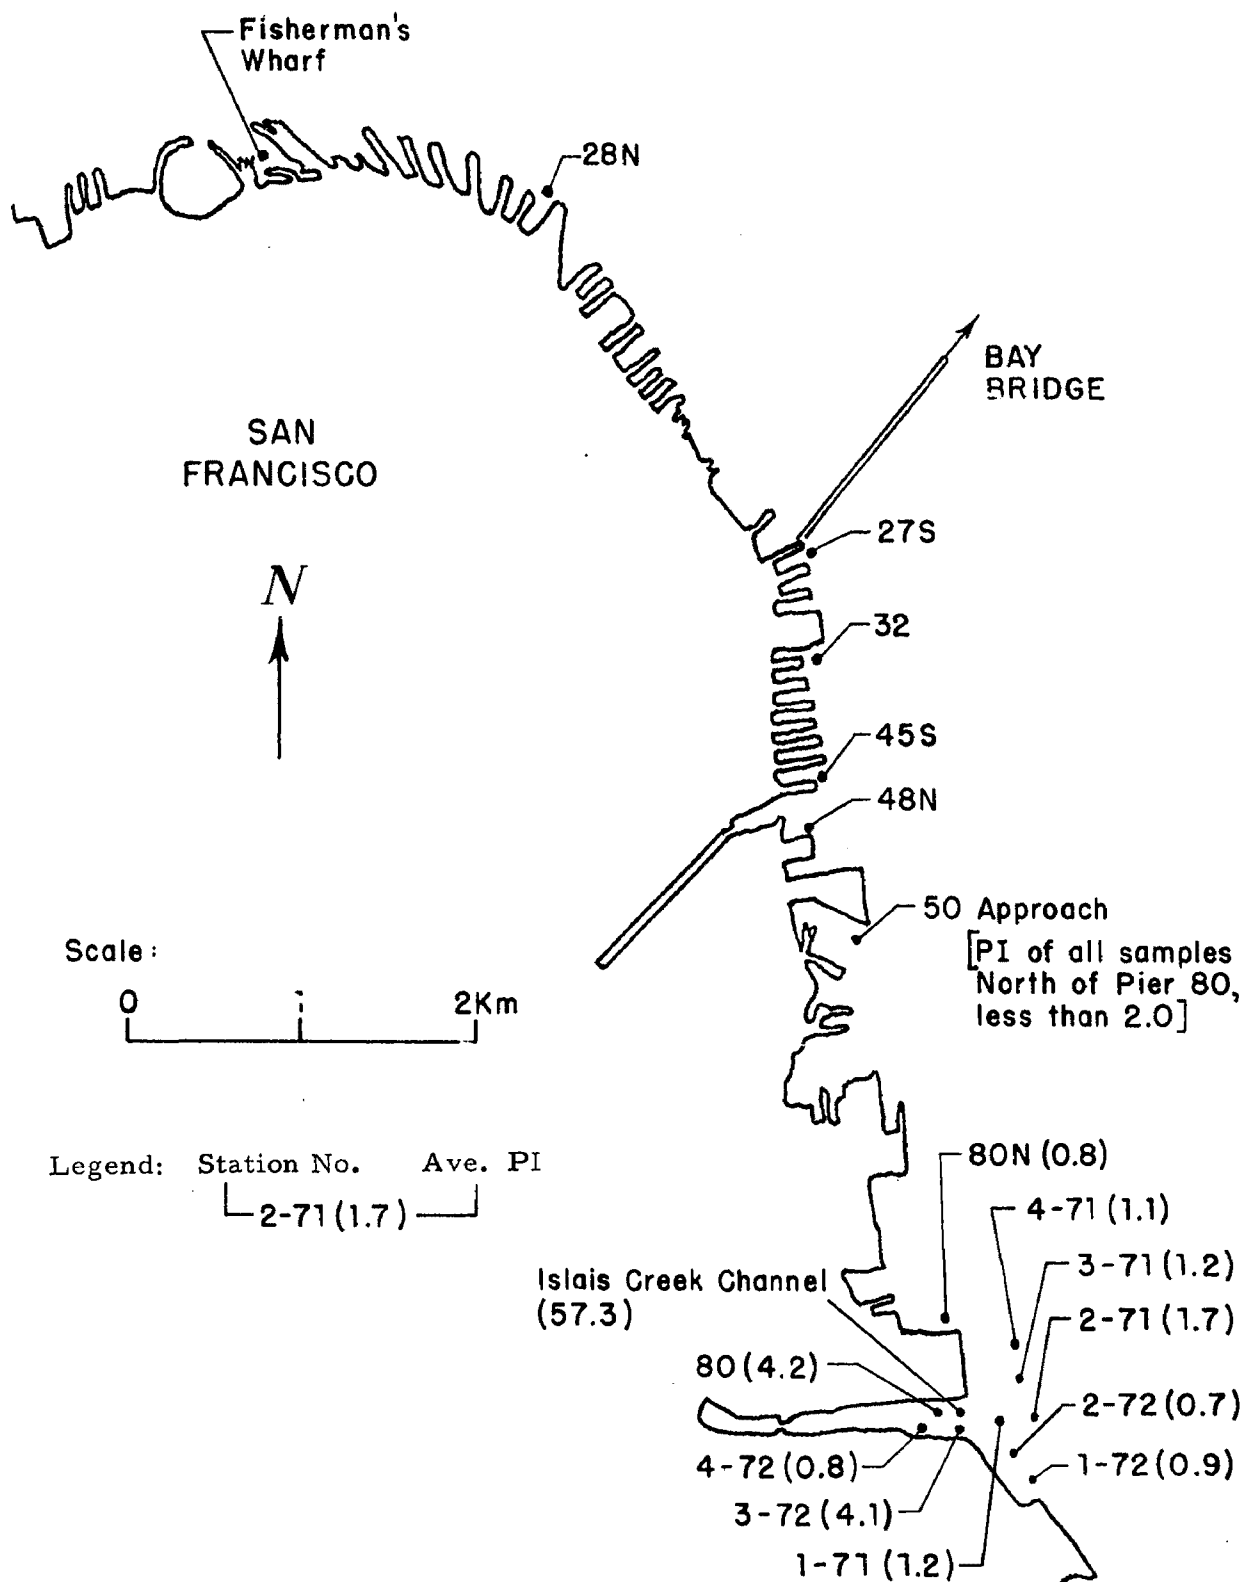 Fisherman's
Wharf
28N
BAY
BRIDGE
SAN
FRANCISCO
27S
N
32
45S
48N
50 Approach
[PI of all samples
North of Pier 80,
less than 2.0]
Scale:
0 1 2Km
Legend: Station No. Ave. PI
2-71(1.7)
80N(0.8)
4-71(1.1)
3-71(1.2)
Islais Creek Channel
(57.3)
2-71(1.7)
80(4.2)
2-72(0.7)
4-72(0.8)
1-72(0.9)
3-72(4.1)
1-71(1.2)